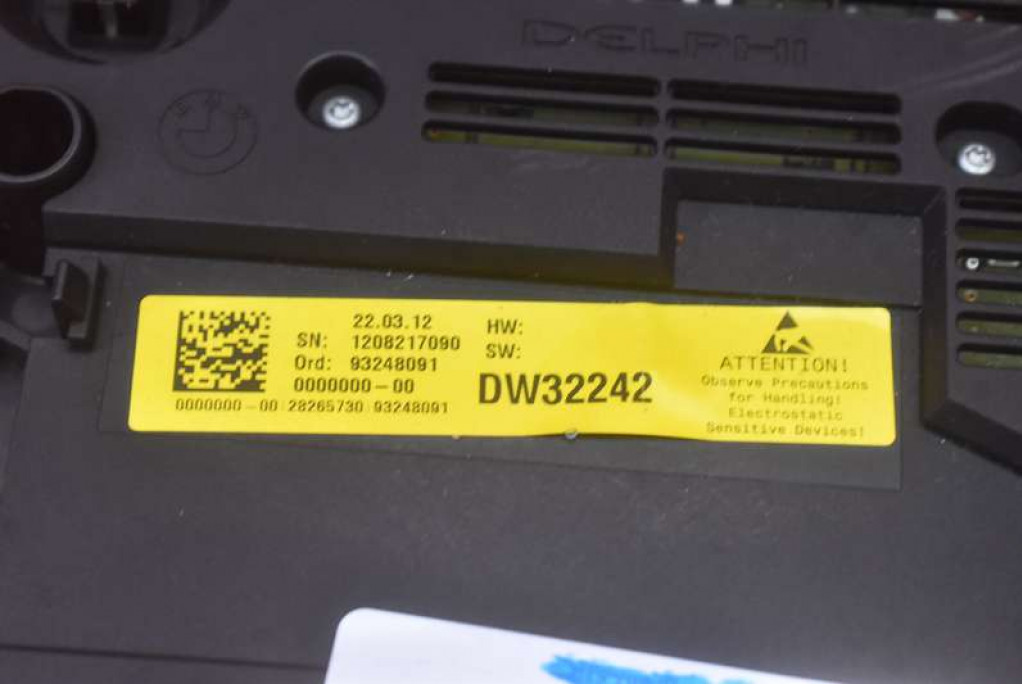 DELPHI
BMW
22.03.12
SN: 1208217090
Ord: 93248091
0000000-00
0000000-00 28265730 93248091
HW:
SW:
DW32242
ATTENTION!
Observe Precautions
for Handling:
Electrostatic
Sensitive Devices!